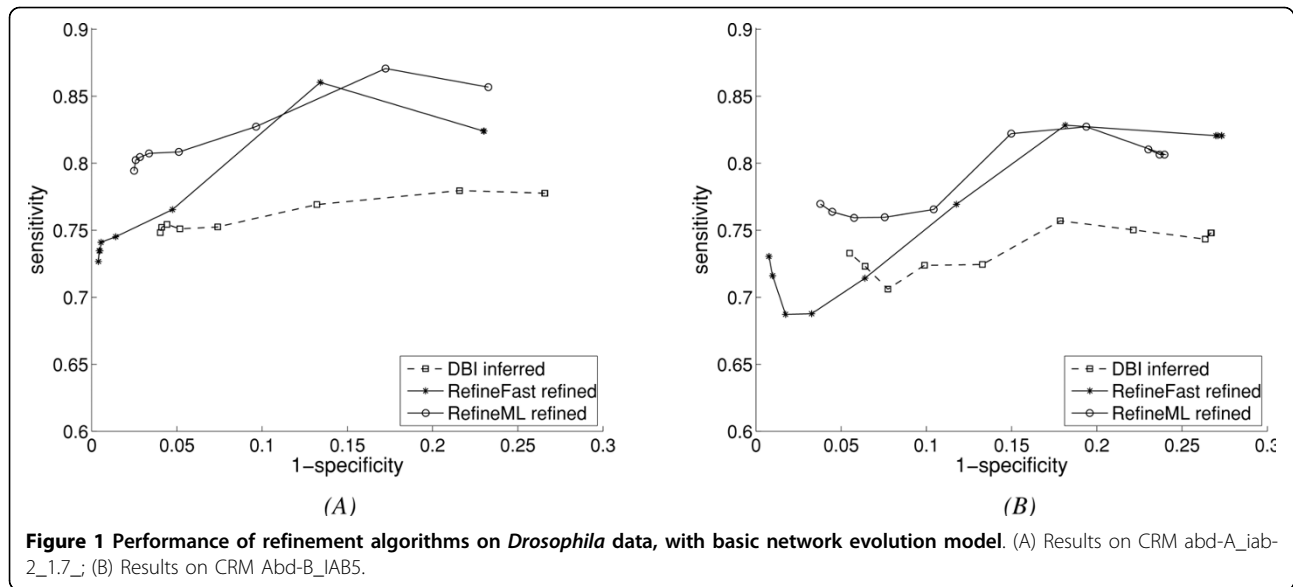 0.9
0.85
0.8
0.75
0.7
0.65
0.6
sensitivity
0
0.05
0.1
0.15
0.2
0.25
0.3
1−specificity
DBI inferred
RefineFast refined
RefineML refined
(A)
0.9
0.85
0.8
0.75
0.7
0.65
0.6
sensitivity
0
0.05
0.1
0.15
0.2
0.25
0.3
1−specificity
DBI inferred
RefineFast refined
RefineML refined
(B)
Figure 1 Performance of refinement algorithms on Drosophila data, with basic network evolution model. (A) Results on CRM abd-A_iab-
2_1.7_; (B) Results on CRM Abd-B_IAB5.